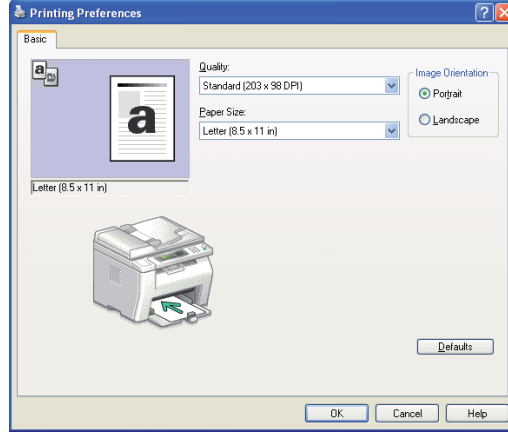 Printing Preferences
Basic
Quality:
Standard (203 x 98 DPI)
Paper Size:
Letter (8.5 x 11 in)
Image Orientation
Portrait
Landscape
a
a
a
Letter (8.5 x 11 in)
Defaults
OK
Cancel
Help